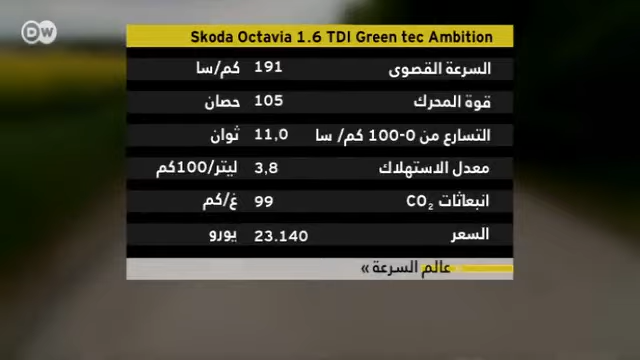 DW
Skoda Octavia 1.6 TDI Green tec Ambition
السرعة القصوى 191 كم/سا
قوة المحرك 105 حصان
التسارع من 0-100 كم/ سا 11,0 ثوان
معدل الاستهلاك 3,8 ليتر/100كم
انبعاثات CO₂ 99 غ/كم
السعر 23.140 يورو
عالم السرعة »